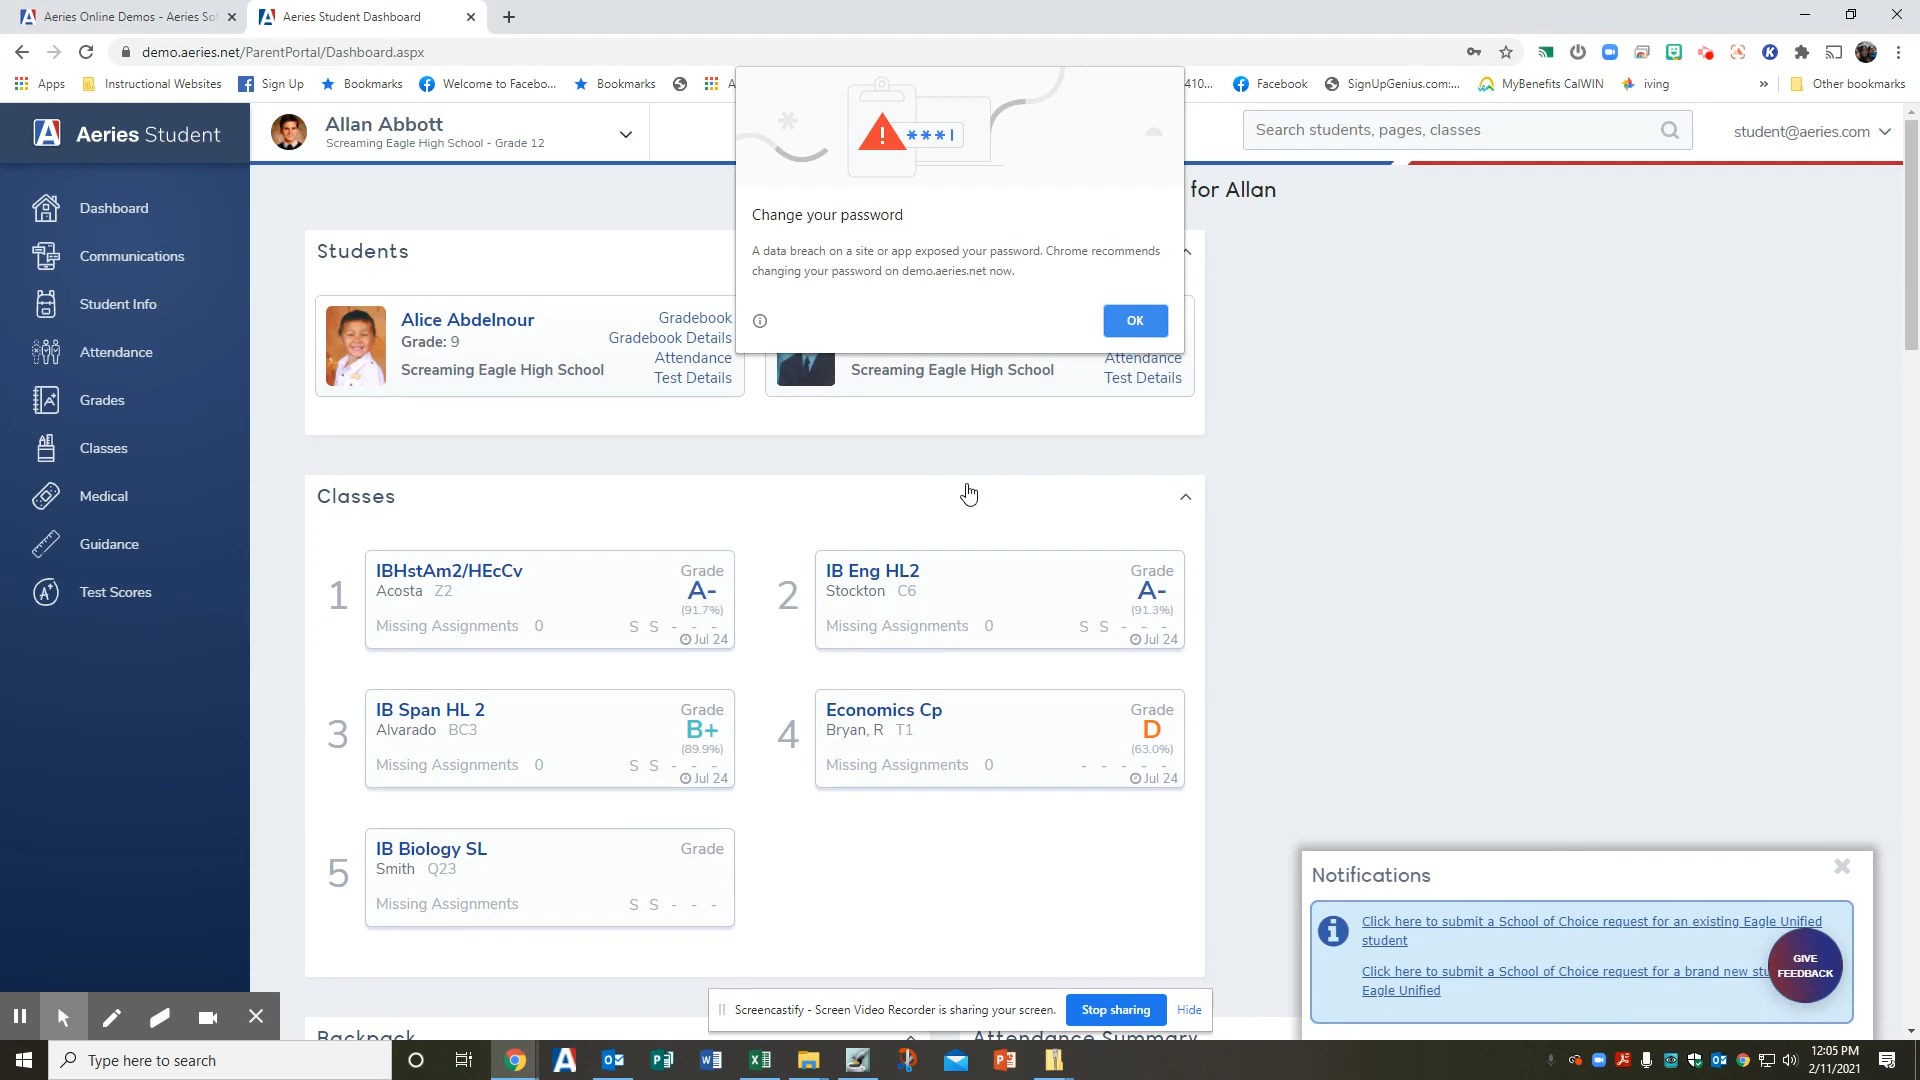 Aeries Online Demos - Aeries So
Aeries Student Dashboard
demo.aeries.net/ParentPortal/Dashboard.aspx
Apps
Instructional Websites
Sign Up
Bookmarks
Welcome to Facebo...
Bookmarks
A
410...
Facebook
SignUpGenius.com:...
MyBenefits CalWIN
iving
»
Other bookmarks
Aeries Student
Allan Abbott
Screaming Eagle High School - Grade 12
Search students, pages, classes
student@aeries.com
Dashboard
Communications
Student Info
Attendance
Grades
Classes
Medical
Guidance
Test Scores
for Allan
***|
Change your password
A data breach on a site or app exposed your password. Chrome recommends
changing your password on demo.aeries.net now.
OK
Students
Alice Abdelnour
Grade: 9
Screaming Eagle High School
Gradebook
Gradebook Details
Attendance
Test Details
Screaming Eagle High School
Attendance
Test Details
Classes
1
IBHstAm2/HEcCv
Acosta Z2
Grade
A-
(91.7%)
Missing Assignments 0
S S - - -
Jul 24
2
IB Eng HL2
Stockton C6
Grade
A-
(91.3%)
Missing Assignments 0
S S - - -
Jul 24
3
IB Span HL 2
Alvarado BC3
Grade
B+
(89.9%)
Missing Assignments 0
S S - - -
Jul 24
4
Economics Cp
Bryan, R T1
Grade
D
(63.0%)
Missing Assignments 0
- - - - -
Jul 24
5
IB Biology SL
Smith Q23
Grade
Missing Assignments
S S - - -
Backpack
Attendance Summary
Notifications
Click here to submit a School of Choice request for an existing Eagle Unified
student
Click here to submit a School of Choice request for a brand new stu
Eagle Unified
GIVE
FEEDBACK
Screencastify - Screen Video Recorder is sharing your screen.
Stop sharing
Hide
Type here to search
12:05 PM
2/11/2021